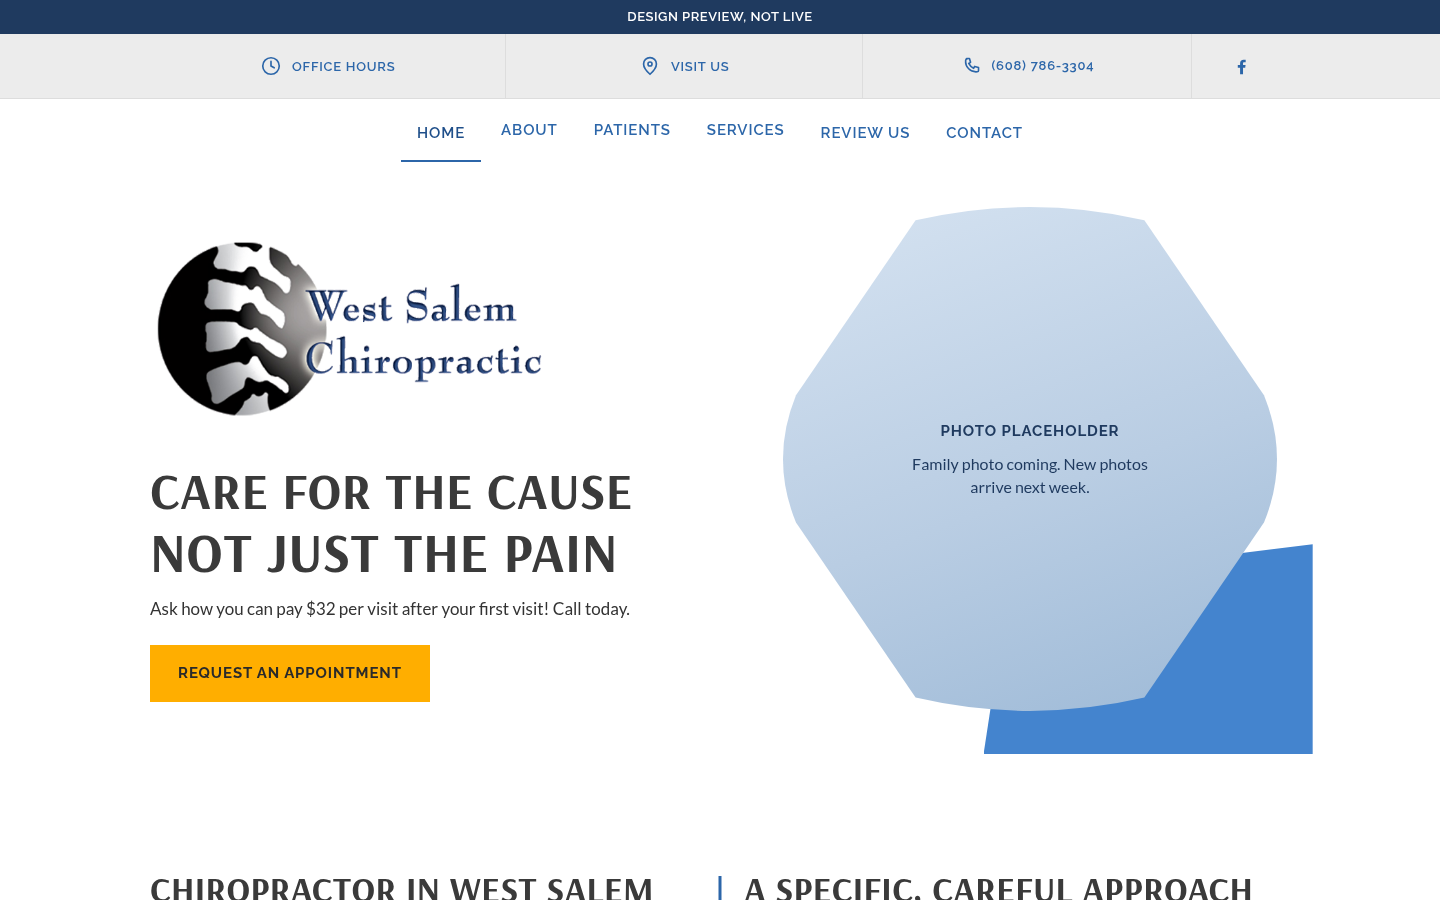 DESIGN PREVIEW, NOT LIVE
OFFICE HOURS
VISIT US
(608) 786-3304
HOME
ABOUT
PATIENTS
SERVICES
REVIEW US
CONTACT
West Salem
Chiropractic
CARE FOR THE CAUSE
NOT JUST THE PAIN
Ask how you can pay $32 per visit after your first visit! Call today.
REQUEST AN APPOINTMENT
PHOTO PLACEHOLDER
Family photo coming. New photos
arrive next week.
CHIROPRACTOR IN WEST SALEM
A SPECIFIC, CAREFUL APPROACH